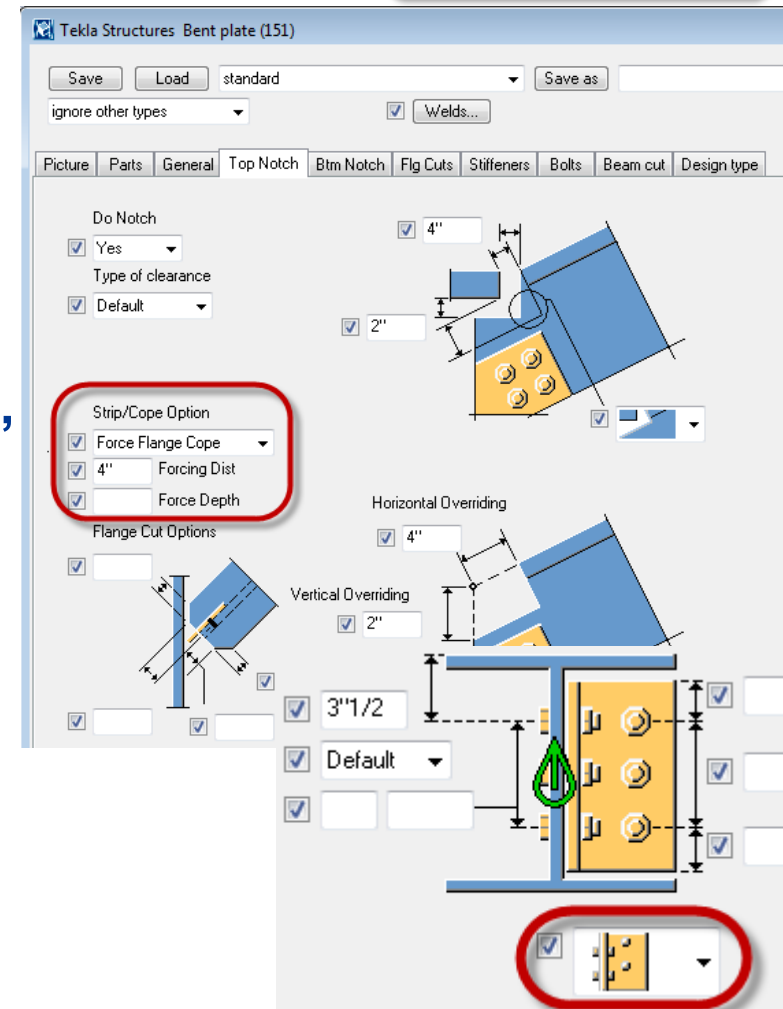 Tekla Structures Bent plate (151)
Save Load standard Save as
ignore other types Welds...
Picture Parts General Top Notch Btm Notch Flg Cuts Stiffeners Bolts Beam cut Design type
Do Notch
Yes
4"
Type of clearance
Default
2"
,
Strip/Cope Option
Force Flange Cope
4" Forcing Dist
Force Depth
Horizontal Overriding
Flange Cut Options
4"
Vertical Overriding
2"
3"1/2
Default